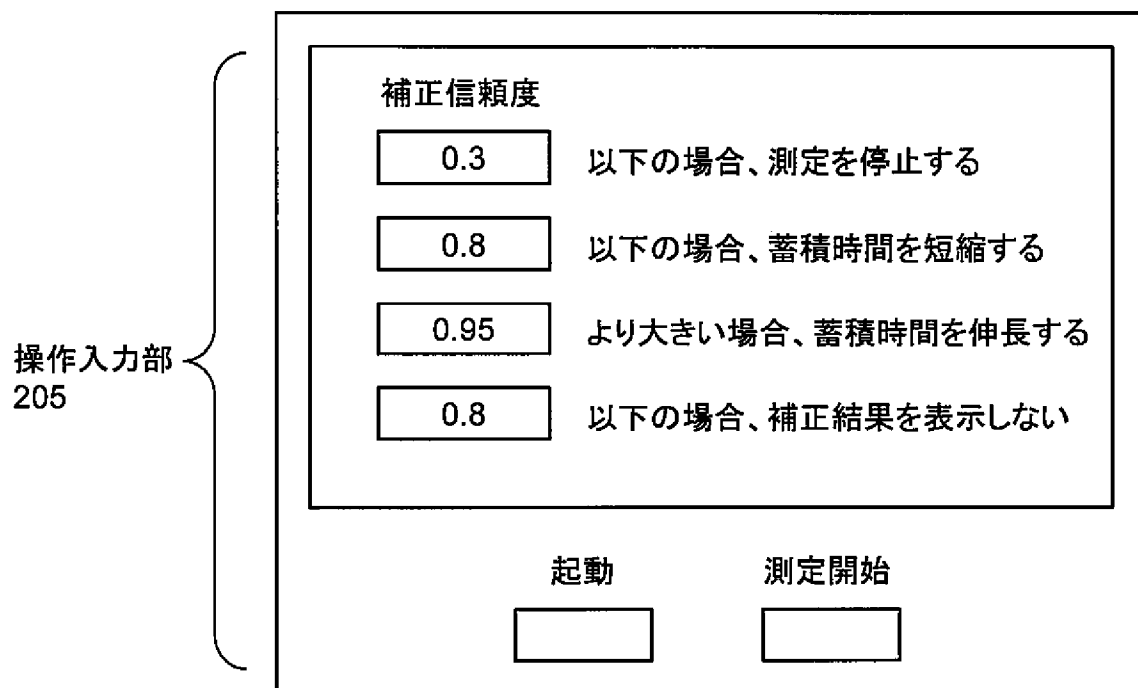 補正信頼度
0.3 以下の場合、測定を停止する
0.8 以下の場合、蓄積時間を短縮する
0.95 より大きい場合、蓄積時間を伸長する
0.8 以下の場合、補正結果を表示しない
操作入力部
205
起動 測定開始